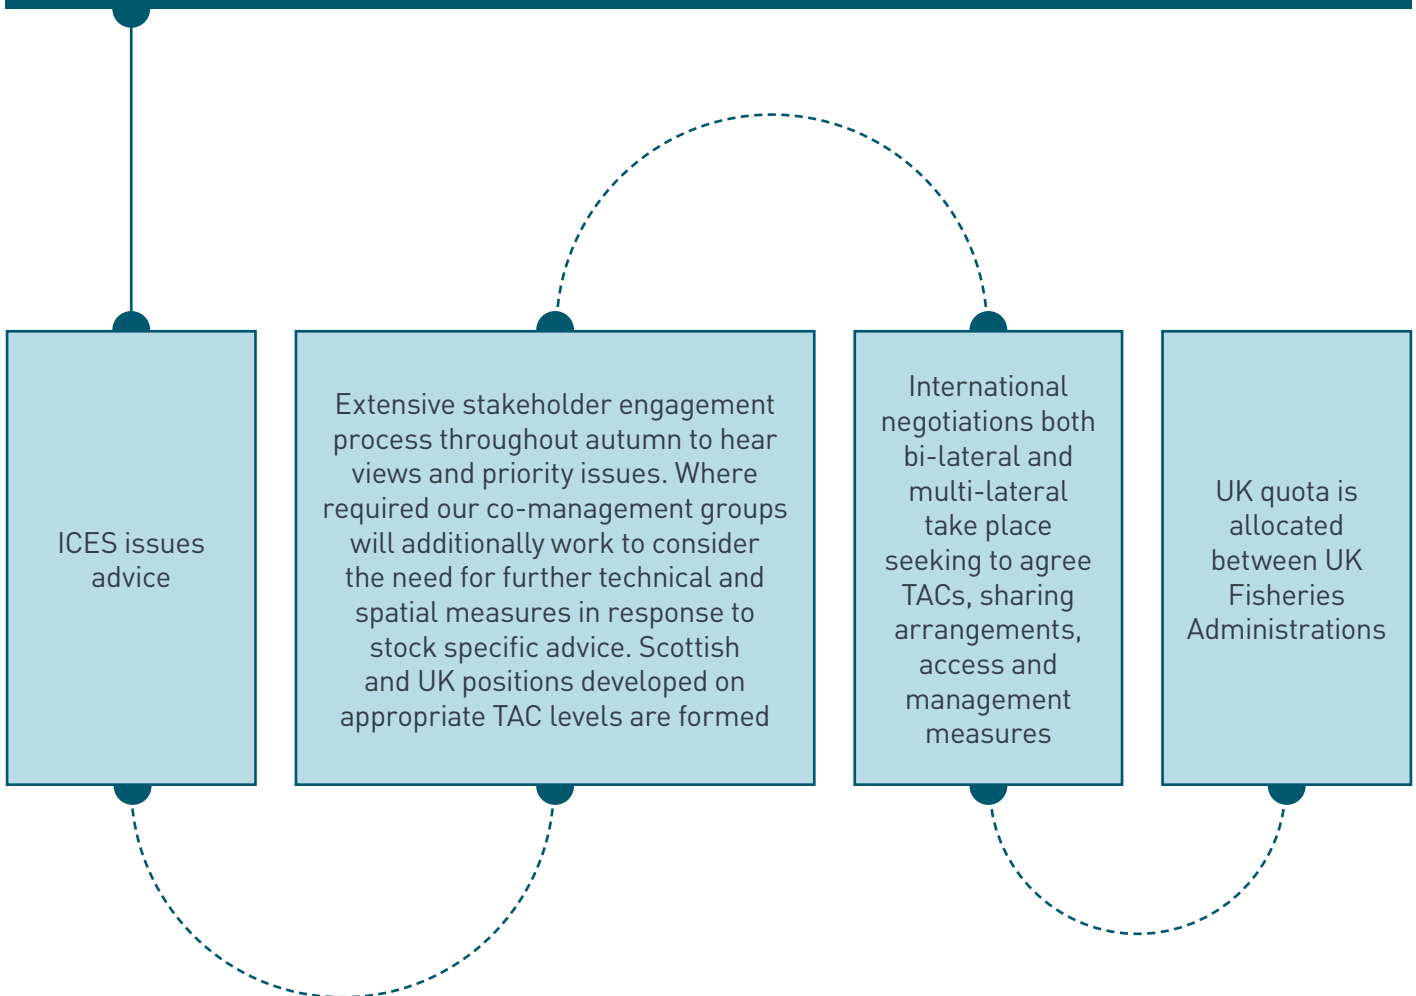 ICES issues
advice
Extensive stakeholder engagement
process throughout autumn to hear
views and priority issues. Where
required our co-management groups
will additionally work to consider
the need for further technical and
spatial measures in response to
stock specific advice. Scottish
and UK positions developed on
appropriate TAC levels are formed
International
negotiations both
bi-lateral and
multi-lateral
take place
seeking to agree
TACs, sharing
arrangements,
access and
management
measures
UK quota is
allocated
between UK
Fisheries
Administrations